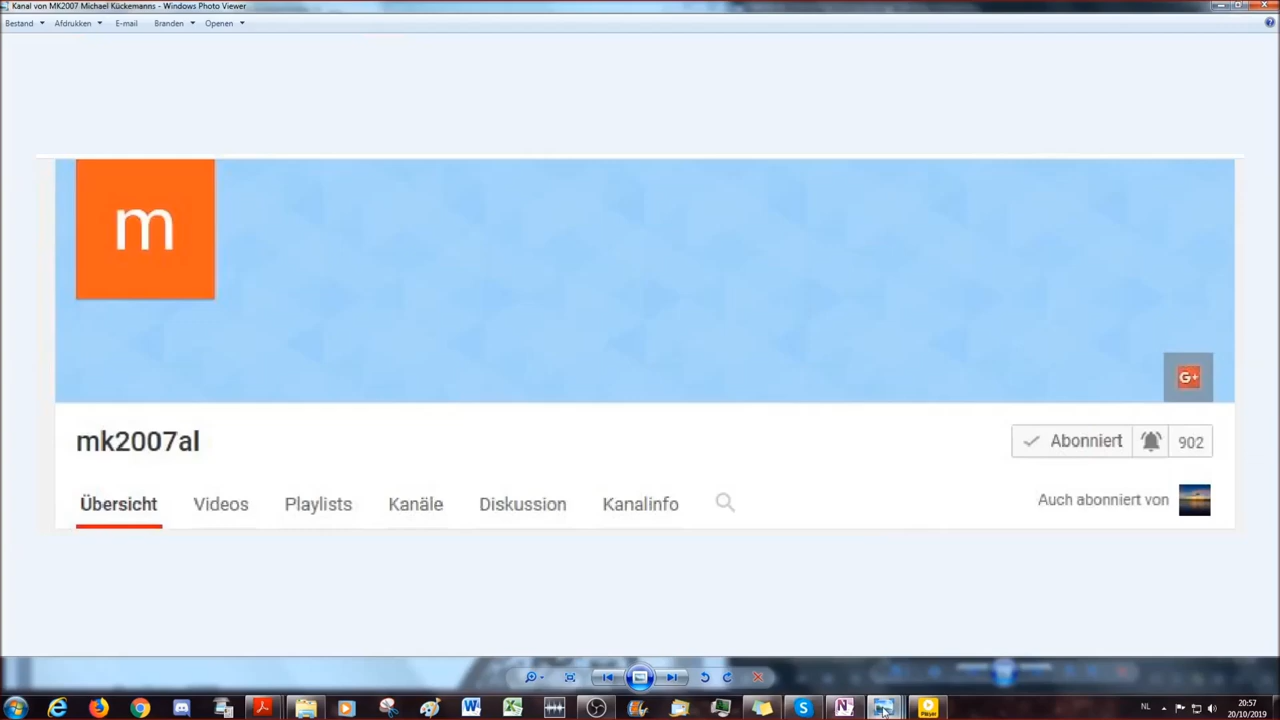 Kanal von MK2007 Michael Kückemanns - Windows Photo Viewer
Bestand Afdrukken E-mail Branden Openen
m
G+
mk2007al
Abonniert 902
Übersicht Videos Playlists Kanäle Diskussion Kanalinfo
Auch abonniert von
NL
20:57
20/10/2019
Player